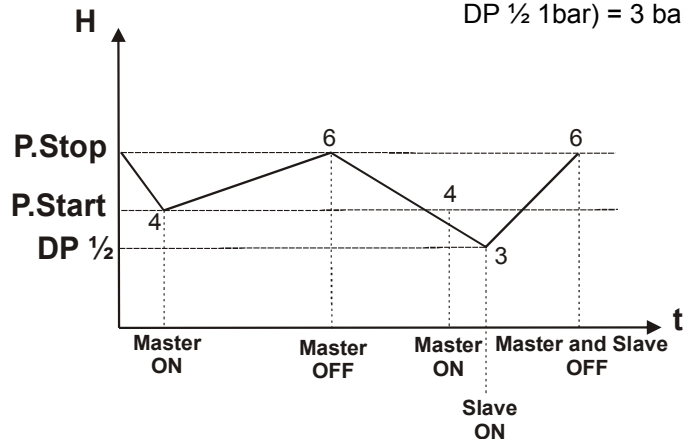 DP ½ 1bar) = 3 ba
H
6
6
P.Stop
4
P.Start
4
DP ½
3
t
Master
ON
Master
OFF
Master
ON
Master and Slave
OFF
Slave
ON